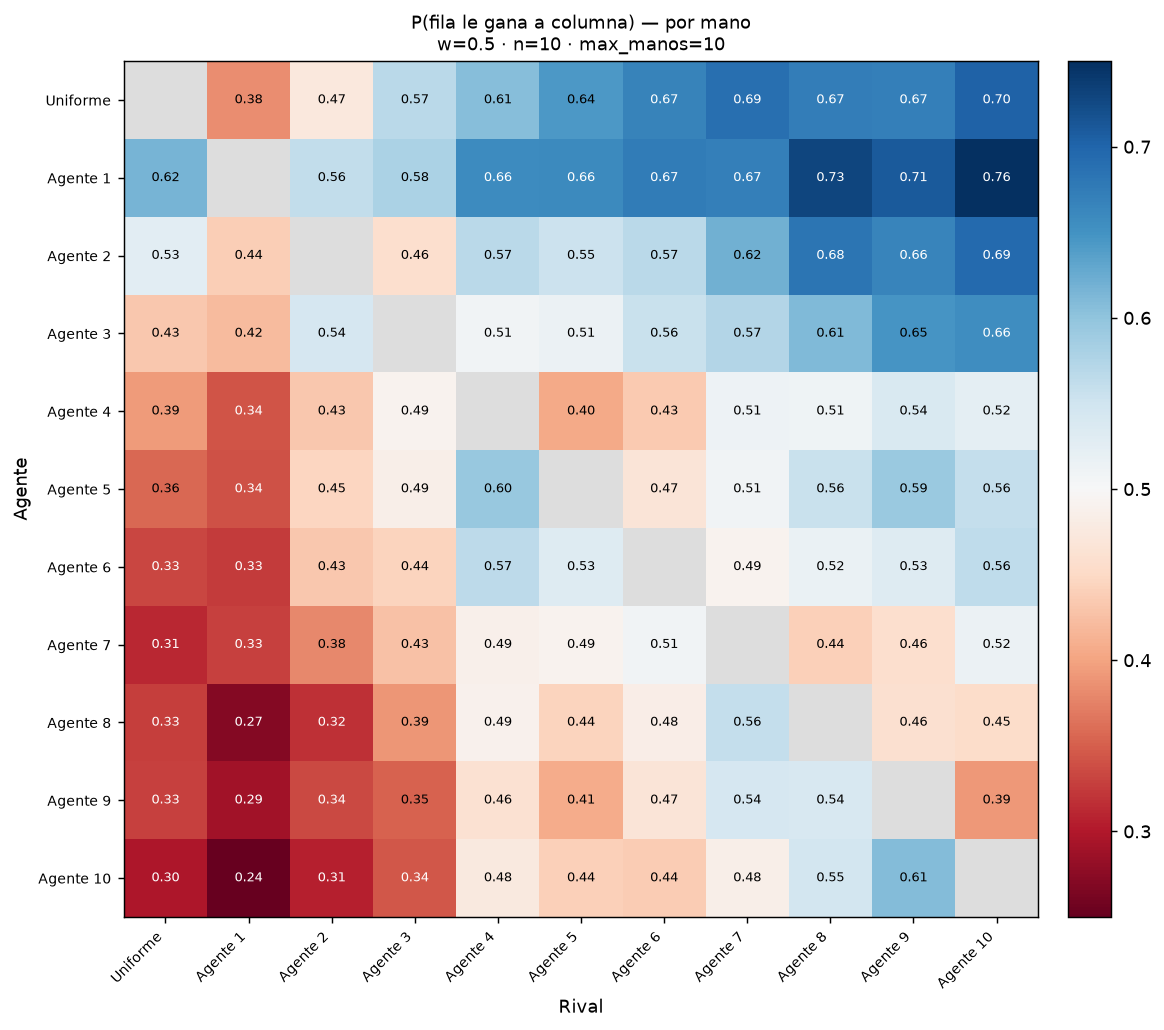 P(fila le gana a columna) — por mano
w=0.5 · n=10 · max_manos=10
Uniforme 0.38 0.47 0.57 0.61 0.64 0.67 0.69 0.67 0.67 0.70
Agente 1 0.62 0.56 0.58 0.66 0.66 0.67 0.67 0.73 0.71 0.76
Agente 2 0.53 0.44 0.46 0.57 0.55 0.57 0.62 0.68 0.66 0.69
Agente 3 0.43 0.42 0.54 0.51 0.51 0.56 0.57 0.61 0.65 0.66
Agente 4 0.39 0.34 0.43 0.49 0.40 0.43 0.51 0.51 0.54 0.52
Agente 5 0.36 0.34 0.45 0.49 0.60 0.47 0.51 0.56 0.59 0.56
Agente 6 0.33 0.33 0.43 0.44 0.57 0.53 0.49 0.52 0.53 0.56
Agente 7 0.31 0.33 0.38 0.43 0.49 0.49 0.51 0.44 0.46 0.52
Agente 8 0.33 0.27 0.32 0.39 0.49 0.44 0.48 0.56 0.46 0.45
Agente 9 0.33 0.29 0.34 0.35 0.46 0.41 0.47 0.54 0.54 0.39
Agente 10 0.30 0.24 0.31 0.34 0.48 0.44 0.44 0.48 0.55 0.61
Uniforme Agente 1 Agente 2 Agente 3 Agente 4 Agente 5 Agente 6 Agente 7 Agente 8 Agente 9 Agente 10
Rival
Agente
0.7
0.6
0.5
0.4
0.3